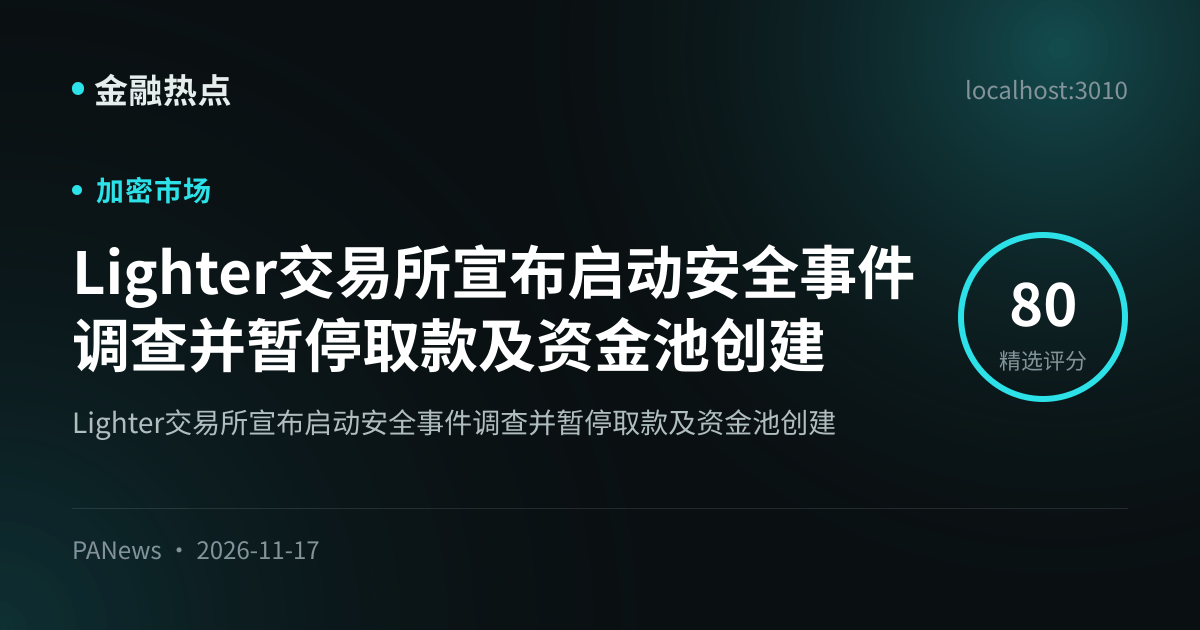 金融热点
localhost:3010
加密市场
Lighter交易所宣布启动安全事件
调查并暂停取款及资金池创建
80
精选评分
Lighter交易所宣布启动安全事件调查并暂停取款及资金池创建
PANews • 2026-11-17